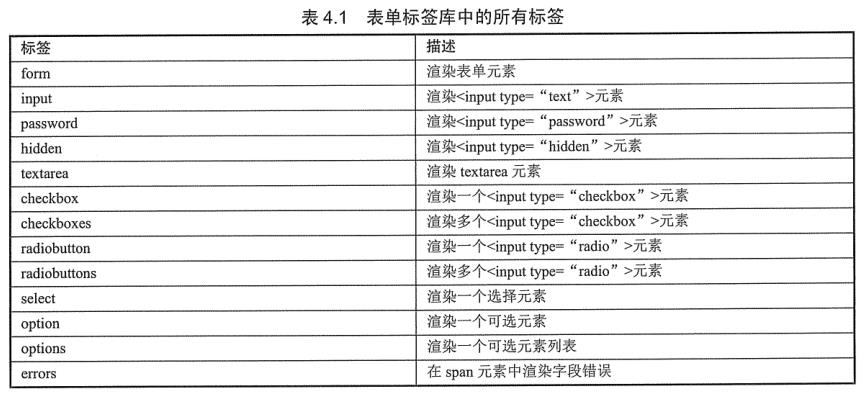 表 4.1 表单标签库中的所有标签
标签 描述
form 渲染表单元素
input 渲染<input type= “text” >元素
password 渲染<input type= “password” >元素
hidden 渲染<input type= “hidden” >元素
textarea 渲染 textarea 元素
checkbox 渲染一个<input type= “checkbox” >元素
checkboxes 渲染多个<input type= “checkbox” >元素
radiobutton 渲染一个<input type= “radio” >元素
radiobuttons 渲染多个<input type= “radio” >元素
select 渲染一个选择元素
option 渲染一个可选元素
options 渲染一个可选元素列表
errors 在 span 元素中渲染字段错误